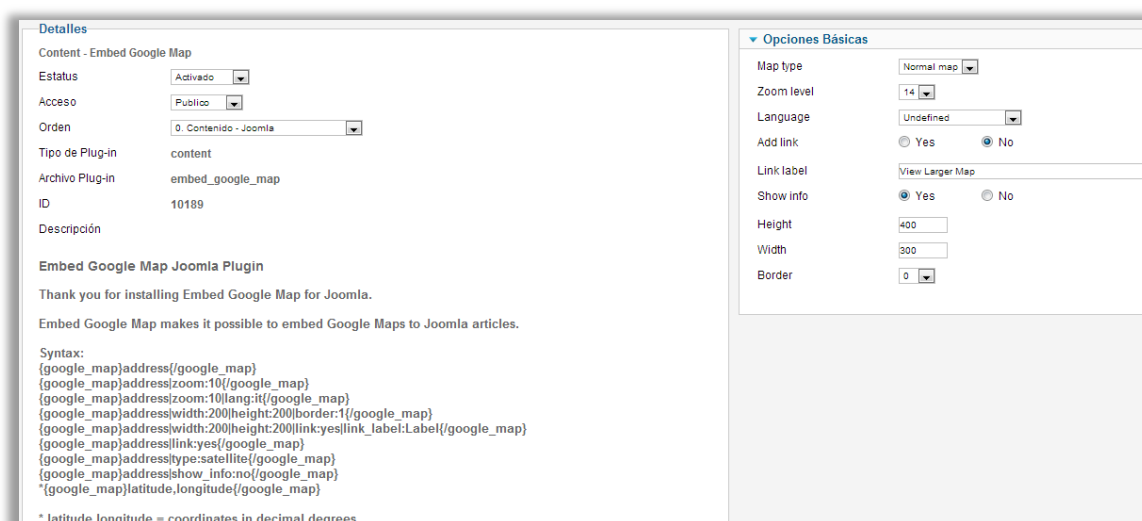 Detalles
Content - Embed Google Map
Estatus Activado
Acceso Publico
Orden 0. Contenido - Joomla
Tipo de Plug-in content
Archivo Plug-in embed_google_map
ID 10189
Descripción
Embed Google Map Joomla Plugin
Thank you for installing Embed Google Map for Joomla.
Embed Google Map makes it possible to embed Google Maps to Joomla articles.
Syntax:
{google_map}address{/google_map}
{google_map}address|zoom:10{/google_map}
{google_map}address|zoom:10|lang:it{/google_map}
{google_map}address|width:200|height:200|border:1{/google_map}
{google_map}address|width:200|height:200|link:yes|link_label:Label{/google_map}
{google_map}address|link:yes{/google_map}
{google_map}address|type:satellite{/google_map}
{google_map}address|show_info:no{/google_map}
*{google_map}latitude,longitude{/google_map}
* latitude,longitude = coordinates in decimal degrees
Opciones Básicas
Map type Normal map
Zoom level 14
Language Undefined
Add link Yes No
Link label View Larger Map
Show info Yes No
Height 400
Width 300
Border 0